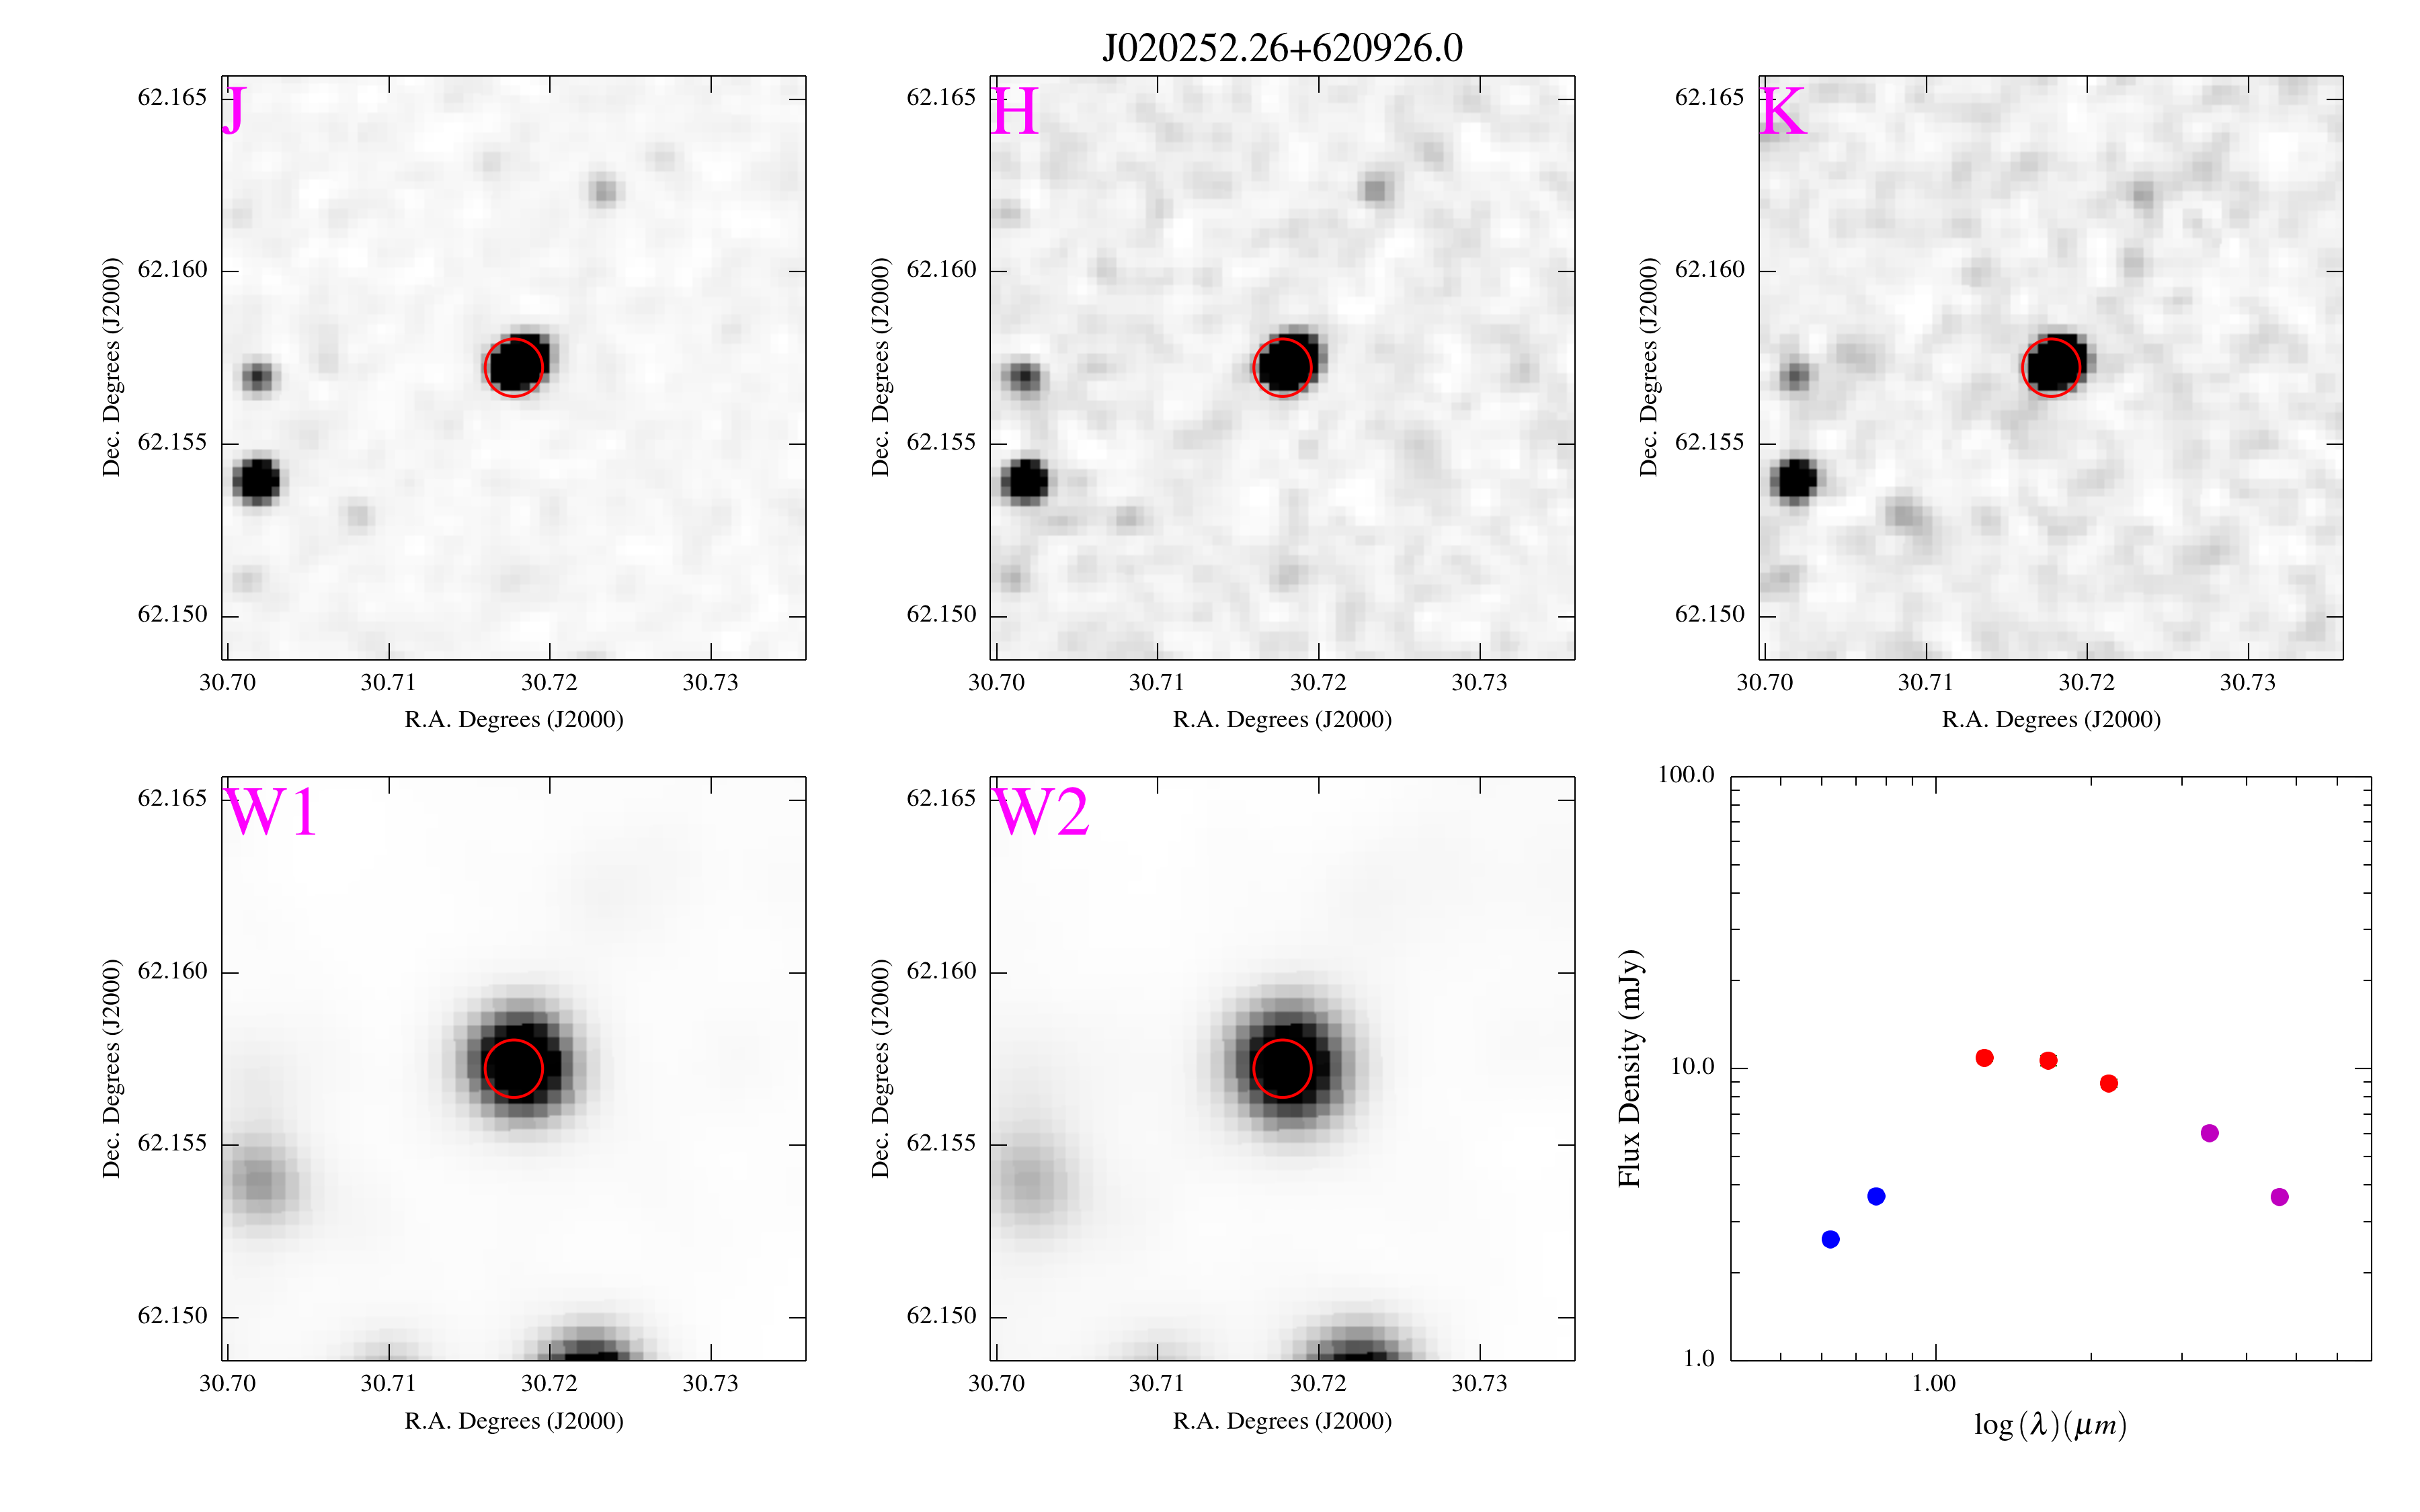 J020252.26+620926.0
J
62.165
62.160
62.155
62.150
Dec. Degrees (J2000)
30.70 30.71 30.72 30.73
R.A. Degrees (J2000)
H
62.165
62.160
62.155
62.150
Dec. Degrees (J2000)
30.70 30.71 30.72 30.73
R.A. Degrees (J2000)
K
62.165
62.160
62.155
62.150
Dec. Degrees (J2000)
30.70 30.71 30.72 30.73
R.A. Degrees (J2000)
W1
62.165
62.160
62.155
62.150
Dec. Degrees (J2000)
30.70 30.71 30.72 30.73
R.A. Degrees (J2000)
W2
62.165
62.160
62.155
62.150
Dec. Degrees (J2000)
30.70 30.71 30.72 30.73
R.A. Degrees (J2000)
100.0
10.0
1.0
Flux Density (mJy)
1.00
log(λ)(μm)